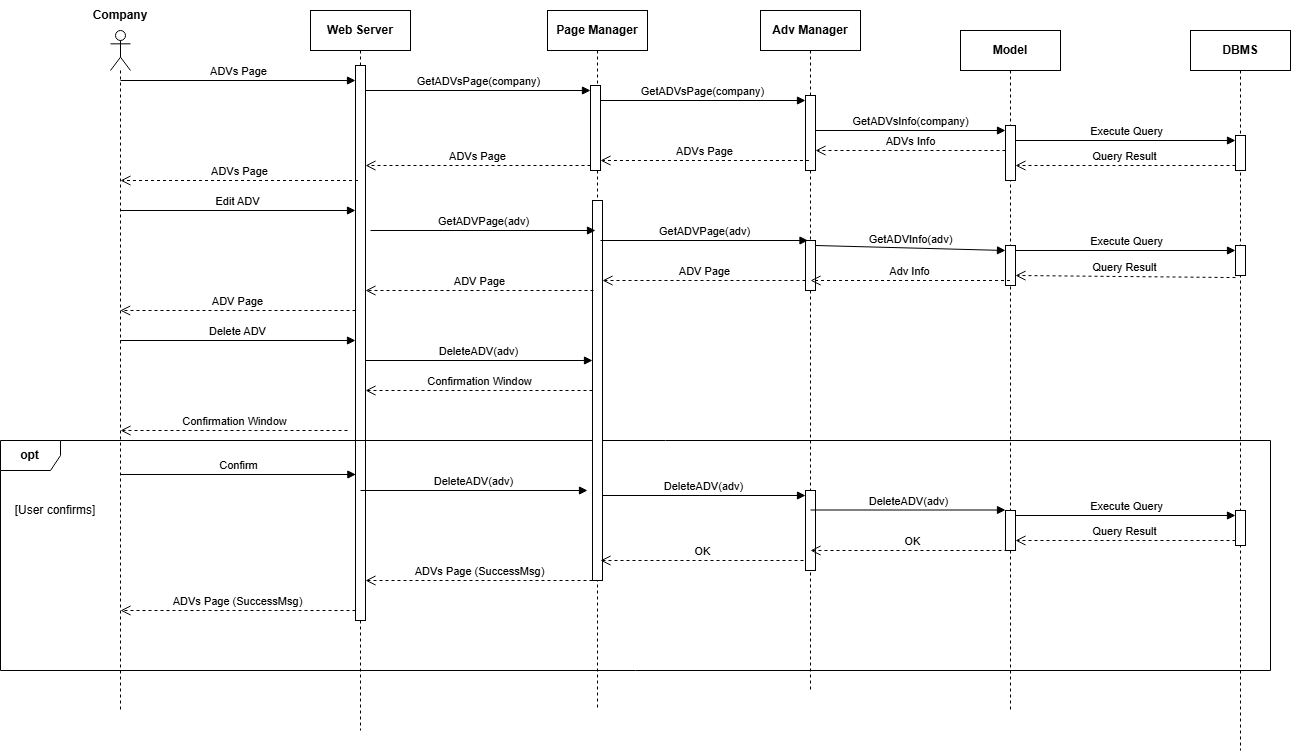 Company
Web Server
Page Manager
Adv Manager
Model
DBMS
ADVs Page
GetADVsPage(company)
GetADVsPage(company)
GetADVsInfo(company)
Execute Query
ADVs Info
Query Result
ADVs Page
ADVs Page
ADVs Page
Edit ADV
GetADVPage(adv)
GetADVPage(adv)
GetADVInfo(adv)
Execute Query
Query Result
Adv Info
ADV Page
ADV Page
ADV Page
Delete ADV
DeleteADV(adv)
Confirmation Window
Confirmation Window
opt
Confirm
[User confirms]
DeleteADV(adv)
DeleteADV(adv)
DeleteADV(adv)
Execute Query
Query Result
OK
OK
ADVs Page (SuccessMsg)
ADVs Page (SuccessMsg)